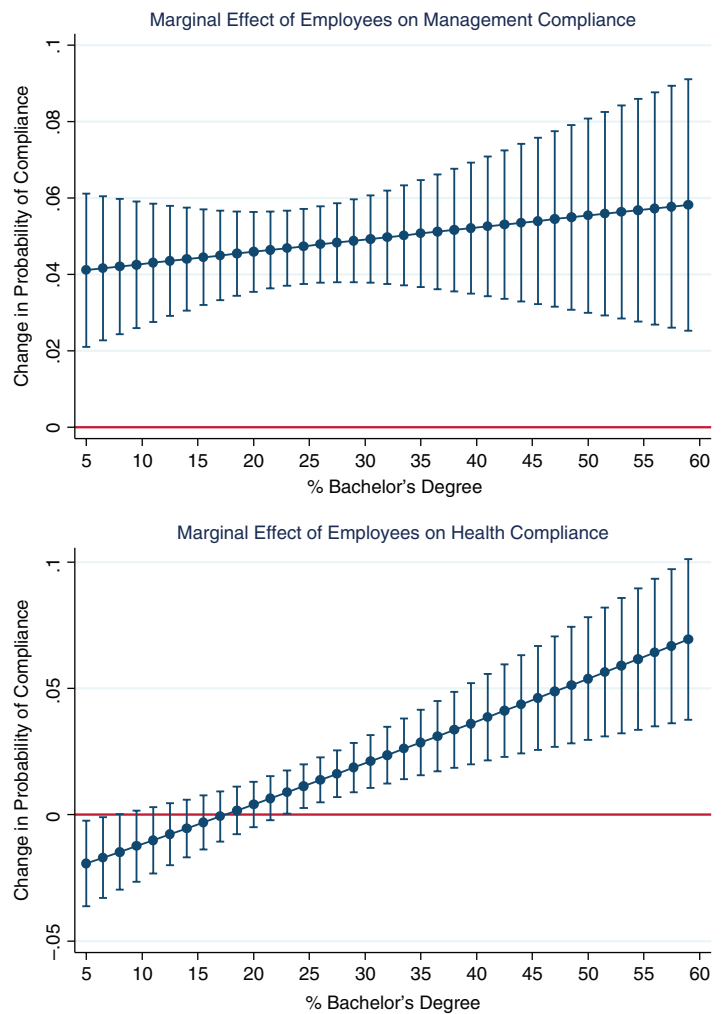 Marginal Effect of Employees on Management Compliance
Change in Probability of Compliance
.1
.08
.06
.04
.02
0
5 10 15 20 25 30 35 40 45 50 55 60
% Bachelor’s Degree
Marginal Effect of Employees on Health Compliance
Change in Probability of Compliance
.1
.05
0
−.05
5 10 15 20 25 30 35 40 45 50 55 60
% Bachelor’s Degree